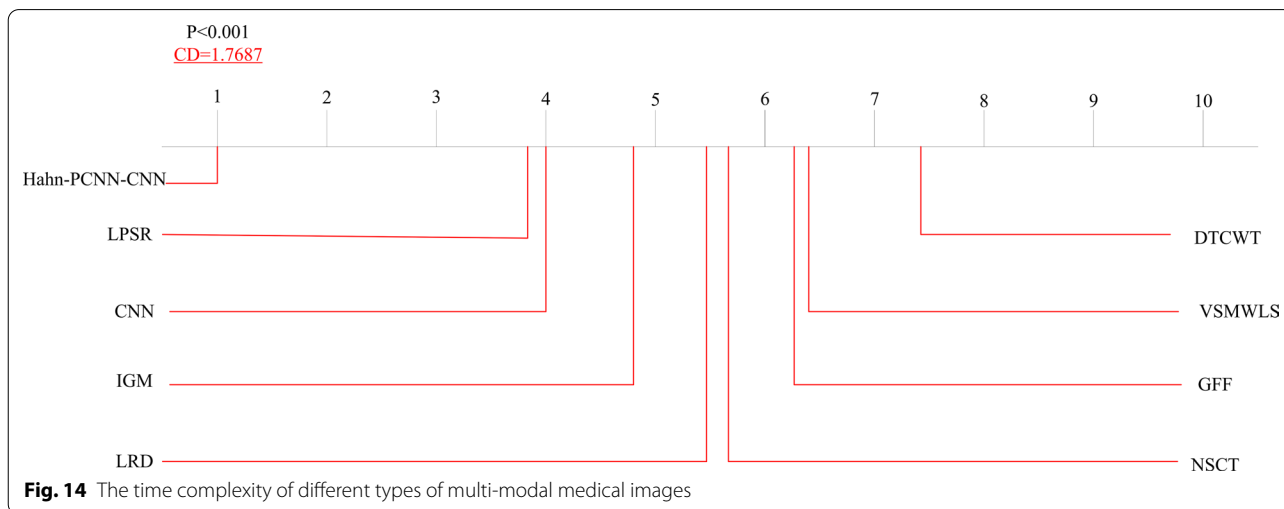 P<0.001
CD=1.7687
1 2 3 4 5 6 7 8 9 10
Hahn-PCNN-CNN
LPSR DTCWT
CNN VSMWLS
IGM GFF
LRD NSCT
Fig. 14 The time complexity of different types of multi-modal medical images